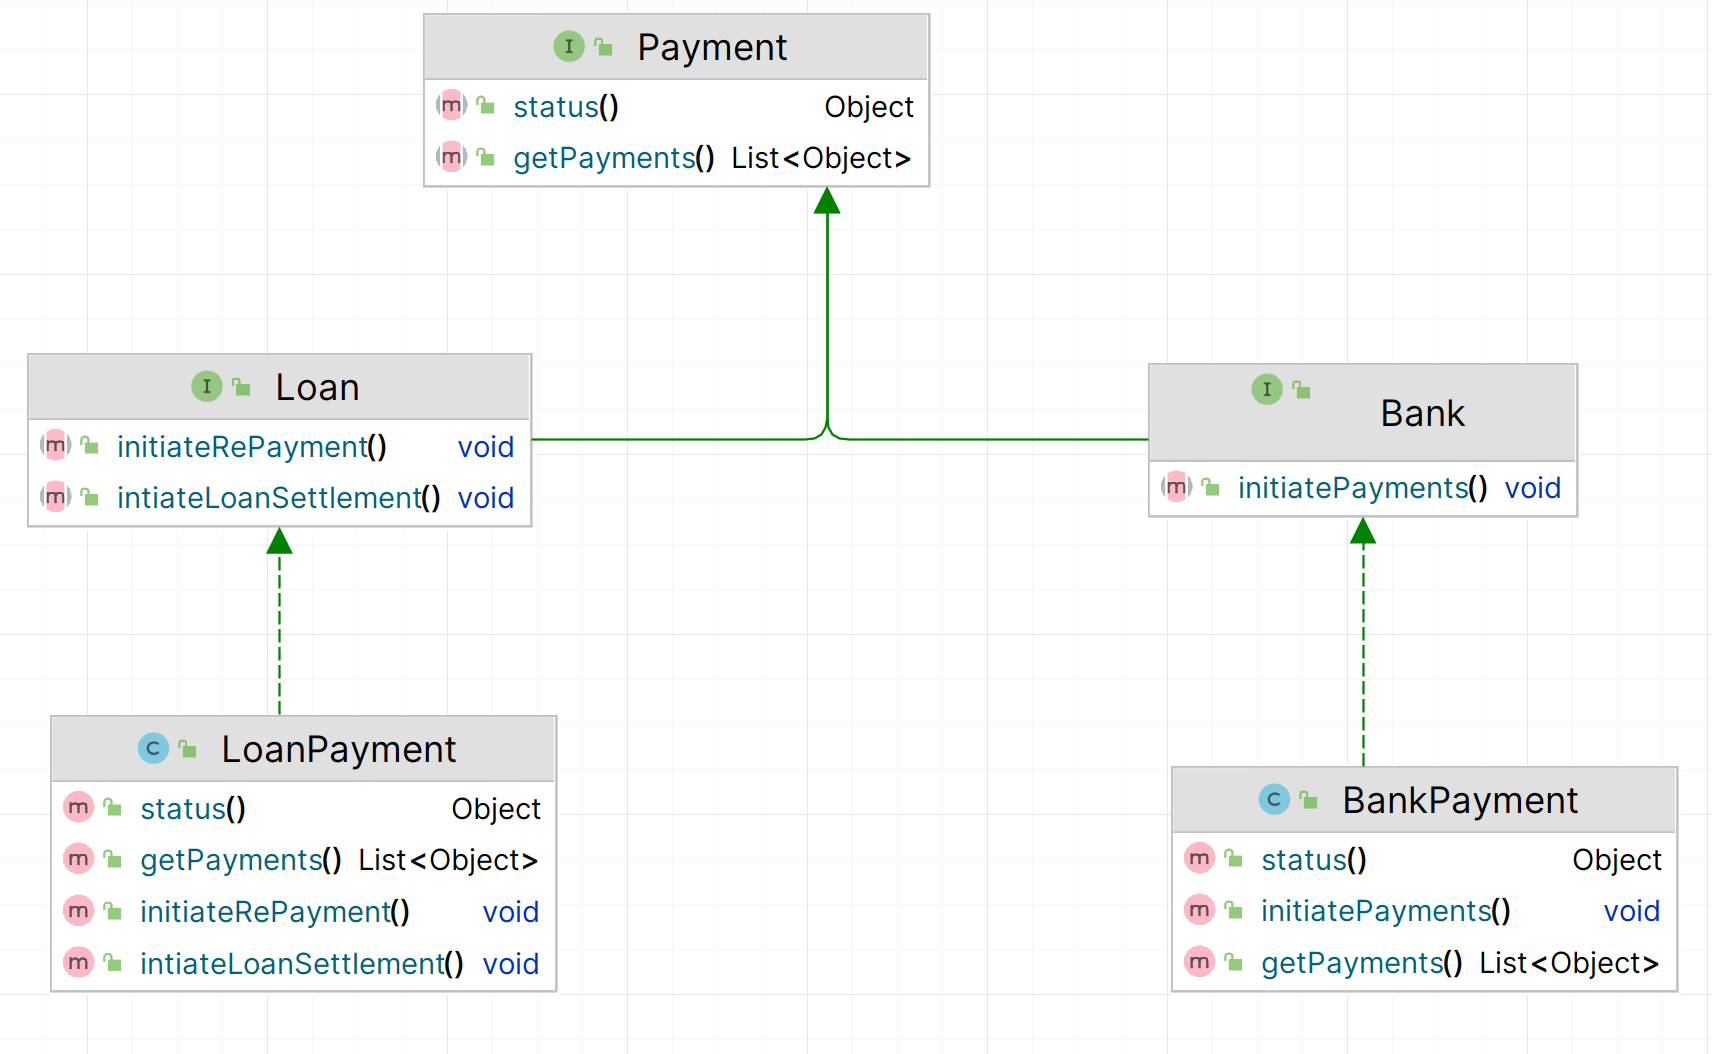 I Payment
m status() Object
m getPayments() List<Object>
I Loan
m initiateRePayment() void
m intiateLoanSettlement() void
I Bank
m initiatePayments() void
C LoanPayment
m status() Object
m getPayments() List<Object>
m initiateRePayment() void
m intiateLoanSettlement() void
C BankPayment
m status() Object
m initiatePayments() void
m getPayments() List<Object>